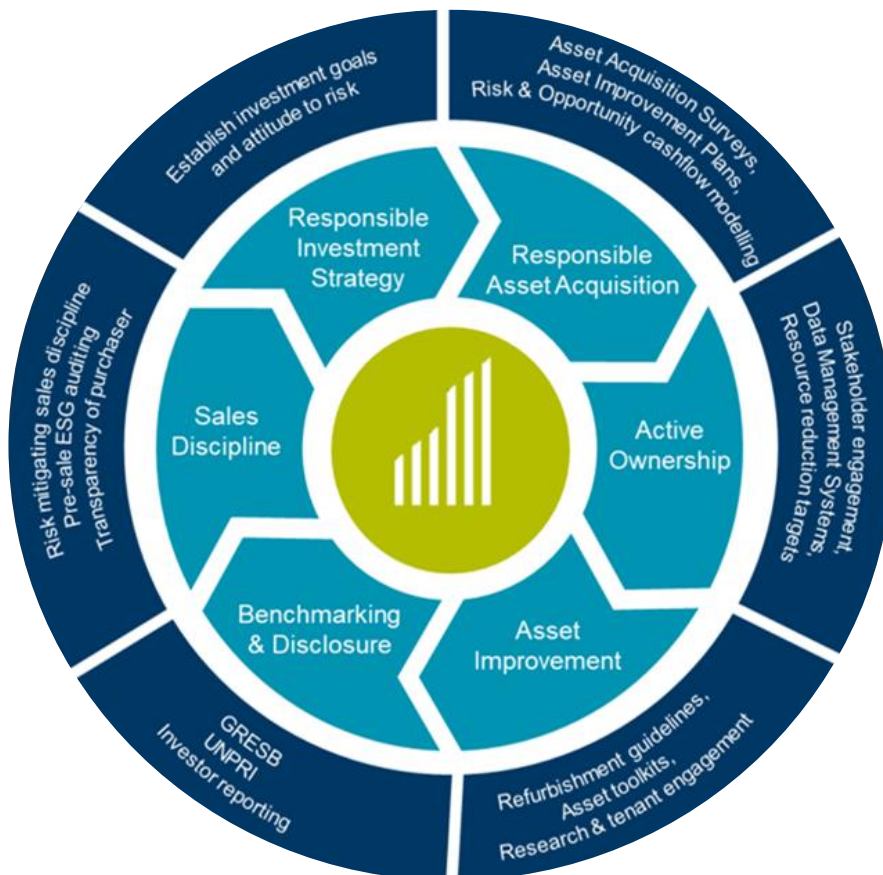 Establish investment goals
and attitude to risk
Asset Acquisition Surveys,
Asset Improvement Plans,
Risk & Opportunity cashflow modelling
Stakeholder engagement,
Data Management Systems,
Resource reduction targets
Refurbishment guidelines,
Asset toolkits,
Research & tenant engagement
GRESB
UNPRI
Investor reporting
Risk mitigating sales discipline
Pre-sale ESG auditing
Transparency of purchaser
Responsible
Investment
Strategy
Responsible
Asset Acquisition
Active
Ownership
Asset
Improvement
Benchmarking
& Disclosure
Sales
Discipline